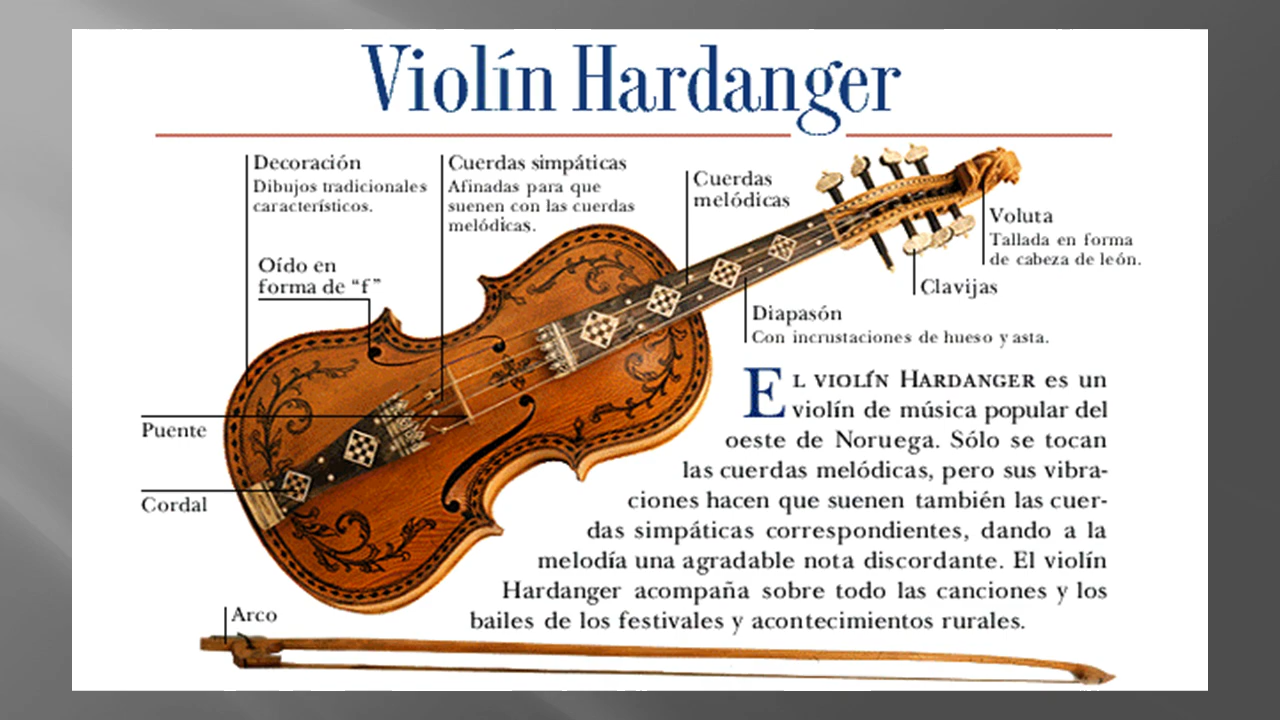 Violín Hardanger
Decoración
Dibujos tradicionales
característicos.
Cuerdas simpáticas
Afinadas para que
suenen con las cuerdas
melódicas.
Cuerdas
melódicas
Voluta
Tallada en forma
de cabeza de león.
Oído en
forma de “f”
Clavijas
Diapasón
Con incrustaciones de hueso y asta.
Puente
Cordal
EL VIOLÍN HARDANGER es un
violín de música popular del
oeste de Noruega. Sólo se tocan
las cuerdas melódicas, pero sus vibra-
ciones hacen que suenen también las cuer-
das simpáticas correspondientes, dando a la
melodía una agradable nota discordante. El violín
Hardanger acompaña sobre todo las canciones y los
bailes de los festivales y acontecimientos rurales.
Arco